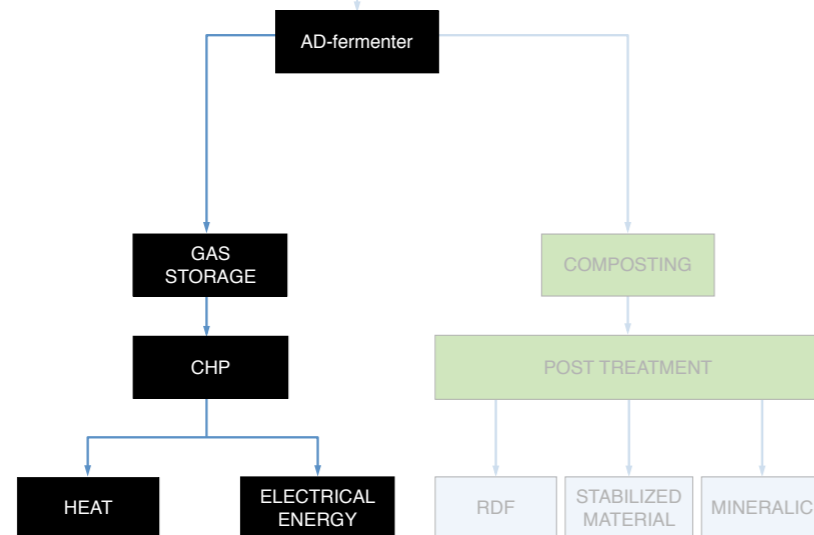 AD-fermenter
GAS
STORAGE
COMPOSTING
CHP
POST TREATMENT
HEAT
ELECTRICAL
ENERGY
RDF
STABILIZED
MATERIAL
MINERALIC